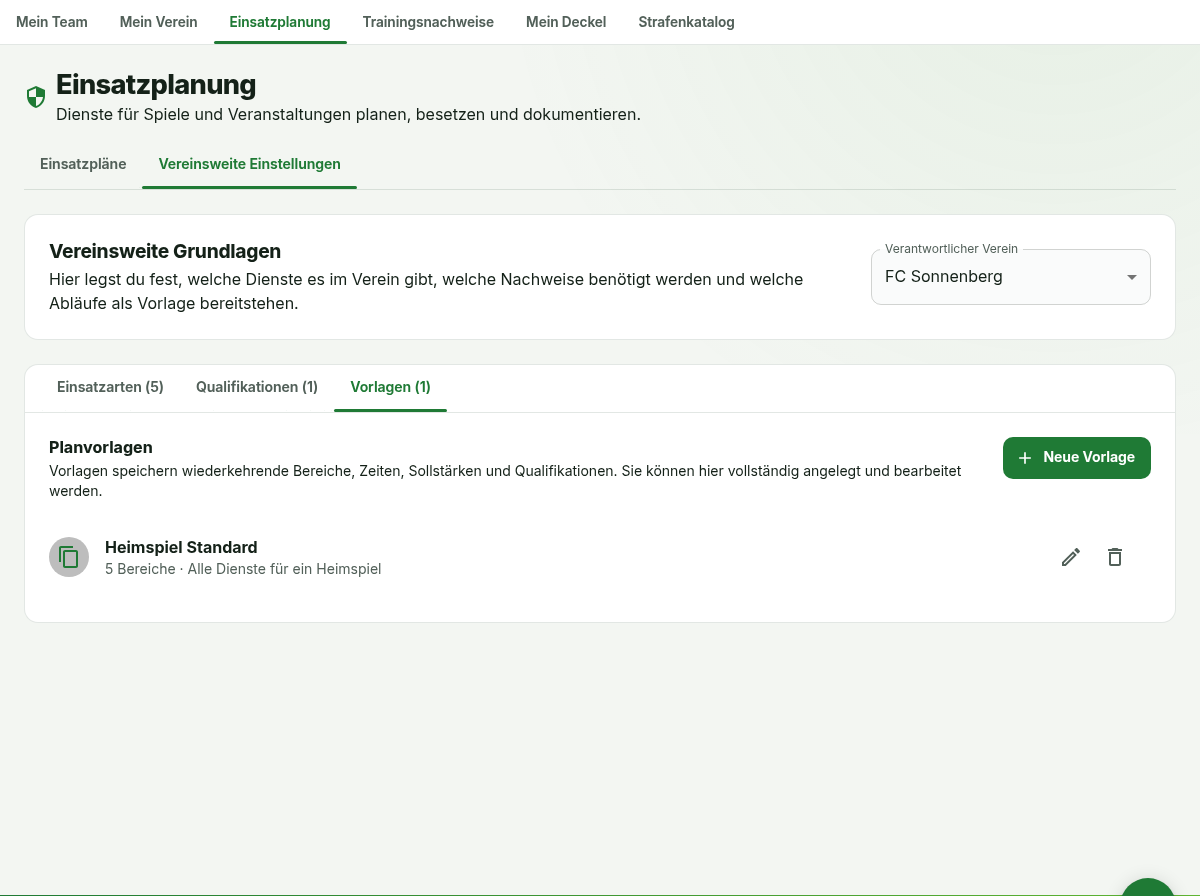 Mein Team
Mein Verein
Einsatzplanung
Trainingsnachweise
Mein Deckel
Strafenkatalog
Einsatzplanung
Dienste für Spiele und Veranstaltungen planen, besetzen und dokumentieren.
Einsatzpläne
Vereinsweite Einstellungen
Vereinsweite Grundlagen
Hier legst du fest, welche Dienste es im Verein gibt, welche Nachweise benötigt werden und welche
Abläufe als Vorlage bereitstehen.
Verantwortlicher Verein
FC Sonnenberg
Einsatzarten (5)
Qualifikationen (1)
Vorlagen (1)
Planvorlagen
Vorlagen speichern wiederkehrende Bereiche, Zeiten, Sollstärken und Qualifikationen. Sie können hier vollständig angelegt und bearbeitet
werden.
Neue Vorlage
Heimspiel Standard
5 Bereiche · Alle Dienste für ein Heimspiel